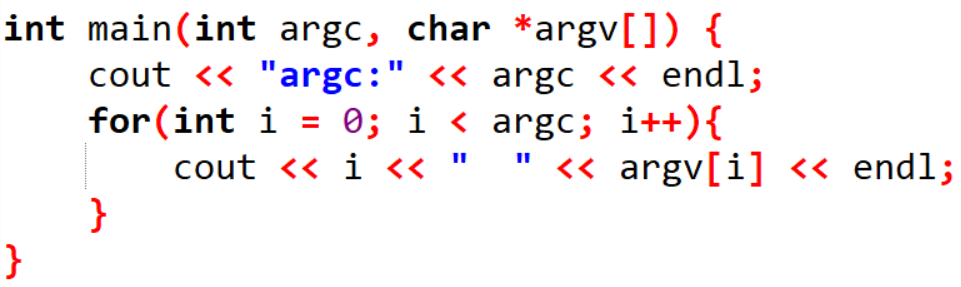 int main(int argc, char *argv[]) {
    cout << "argc:" << argc << endl;
    for(int i = 0; i < argc; i++){
        cout << i << "  " << argv[i] << endl;
    }
}